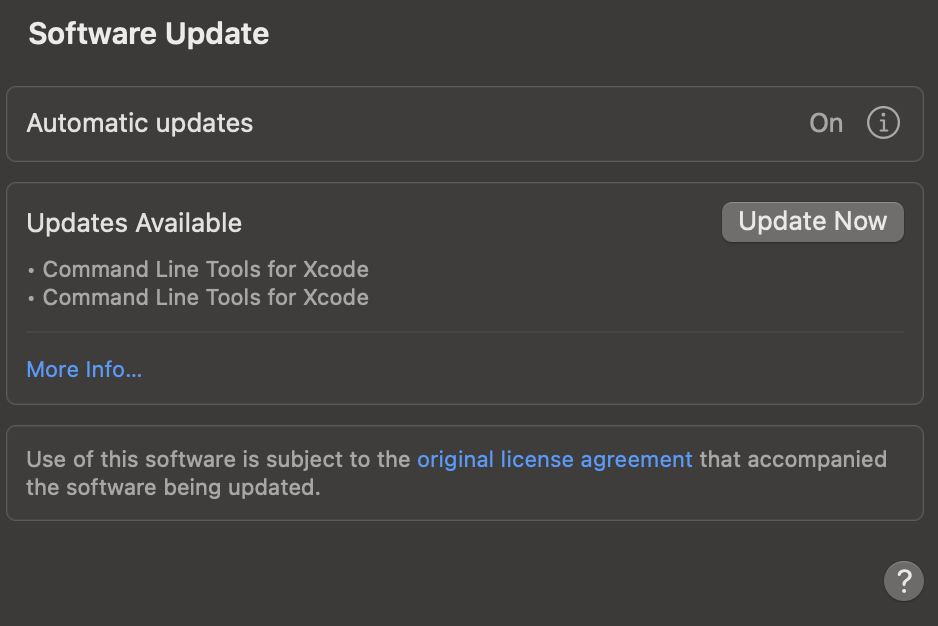 Software Update
Automatic updates On
Updates Available Update Now
• Command Line Tools for Xcode
• Command Line Tools for Xcode
More Info...
Use of this software is subject to the original license agreement that accompanied
the software being updated.
?